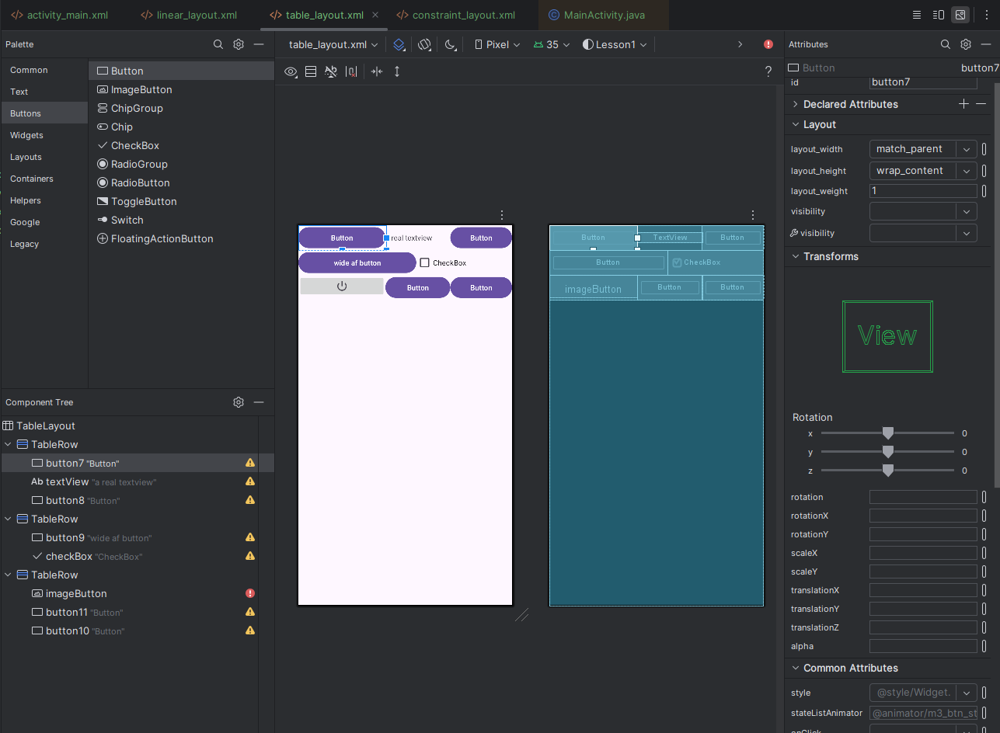 activity_main.xml
linear_layout.xml
table_layout.xml
constraint_layout.xml
MainActivity.java
Palette
table_layout.xml
Pixel
35
Lesson1
Attributes
Common
Text
Buttons
Widgets
Layouts
Containers
Helpers
Google
Legacy
Button
ImageButton
ChipGroup
Chip
CheckBox
RadioGroup
RadioButton
ToggleButton
Switch
FloatingActionButton
?
Component Tree
TableLayout
TableRow
button7 "Button"
Ab textView "a real textview"
button8 "Button"
TableRow
button9 "wide af button"
checkBox "CheckBox"
TableRow
imageButton
button11 "Button"
button10 "Button"
Button
real textview
Button
wide af button
CheckBox
Button
Button
Button
TextView
Button
Button
CheckBox
imageButton
Button
Button
Button
button7
id
button7
Declared Attributes
Layout
layout_width
match_parent
layout_height
wrap_content
layout_weight
1
visibility
visibility
Transforms
View
Rotation
x
0
y
0
z
0
rotation
rotationX
rotationY
scaleX
scaleY
translationX
translationY
translationZ
alpha
Common Attributes
style
@style/Widget.
stateListAnimator
@animator/m3_btn_st
onClick